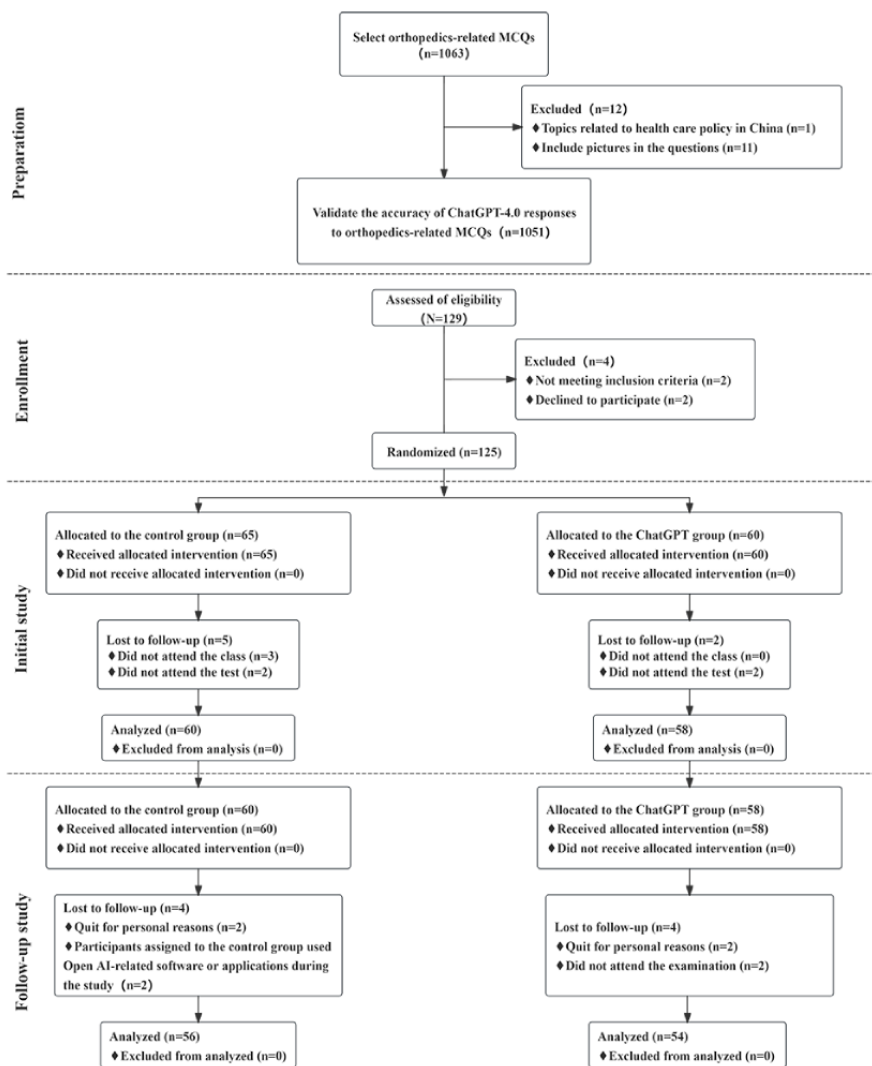 Preparatiom
Select orthopedics-related MCQs
(n=1063)
Excluded (n=12)
♦Topics related to health care policy in China (n=1)
♦Include pictures in the questions (n=11)
Validate the accuracy of ChatGPT-4.0 responses
to orthopedics-related MCQs (n=1051)
Enrollment
Assessed of eligibility
(N=129)
Excluded (n=4)
♦Not meeting inclusion criteria (n=2)
♦Declined to participate (n=2)
Randomized (n=125)
Initial study
Allocated to the control group (n=65)
♦Received allocated intervention (n=65)
♦Did not receive allocated intervention (n=0)
Allocated to the ChatGPT group (n=60)
♦Received allocated intervention (n=60)
♦Did not receive allocated intervention (n=0)
Lost to follow-up (n=5)
♦Did not attend the class (n=3)
♦Did not attend the test (n=2)
Lost to follow-up (n=2)
♦Did not attend the class (n=0)
♦Did not attend the test (n=2)
Analyzed (n=60)
♦Excluded from analysis (n=0)
Analyzed (n=58)
♦Excluded from analysis (n=0)
Follow-up study
Allocated to the control group (n=60)
♦Received allocated intervention (n=60)
♦Did not receive allocated intervention (n=0)
Allocated to the ChatGPT group (n=58)
♦Received allocated intervention (n=58)
♦Did not receive allocated intervention (n=0)
Lost to follow-up (n=4)
♦Quit for personal reasons (n=2)
♦Participants assigned to the control group used
Open AI-related software or applications during
the study (n=2)
Lost to follow-up (n=4)
♦Quit for personal reasons (n=2)
♦Did not attend the examination (n=2)
Analyzed (n=56)
♦Excluded from analyzed (n=0)
Analyzed (n=54)
♦Excluded from analyzed (n=0)